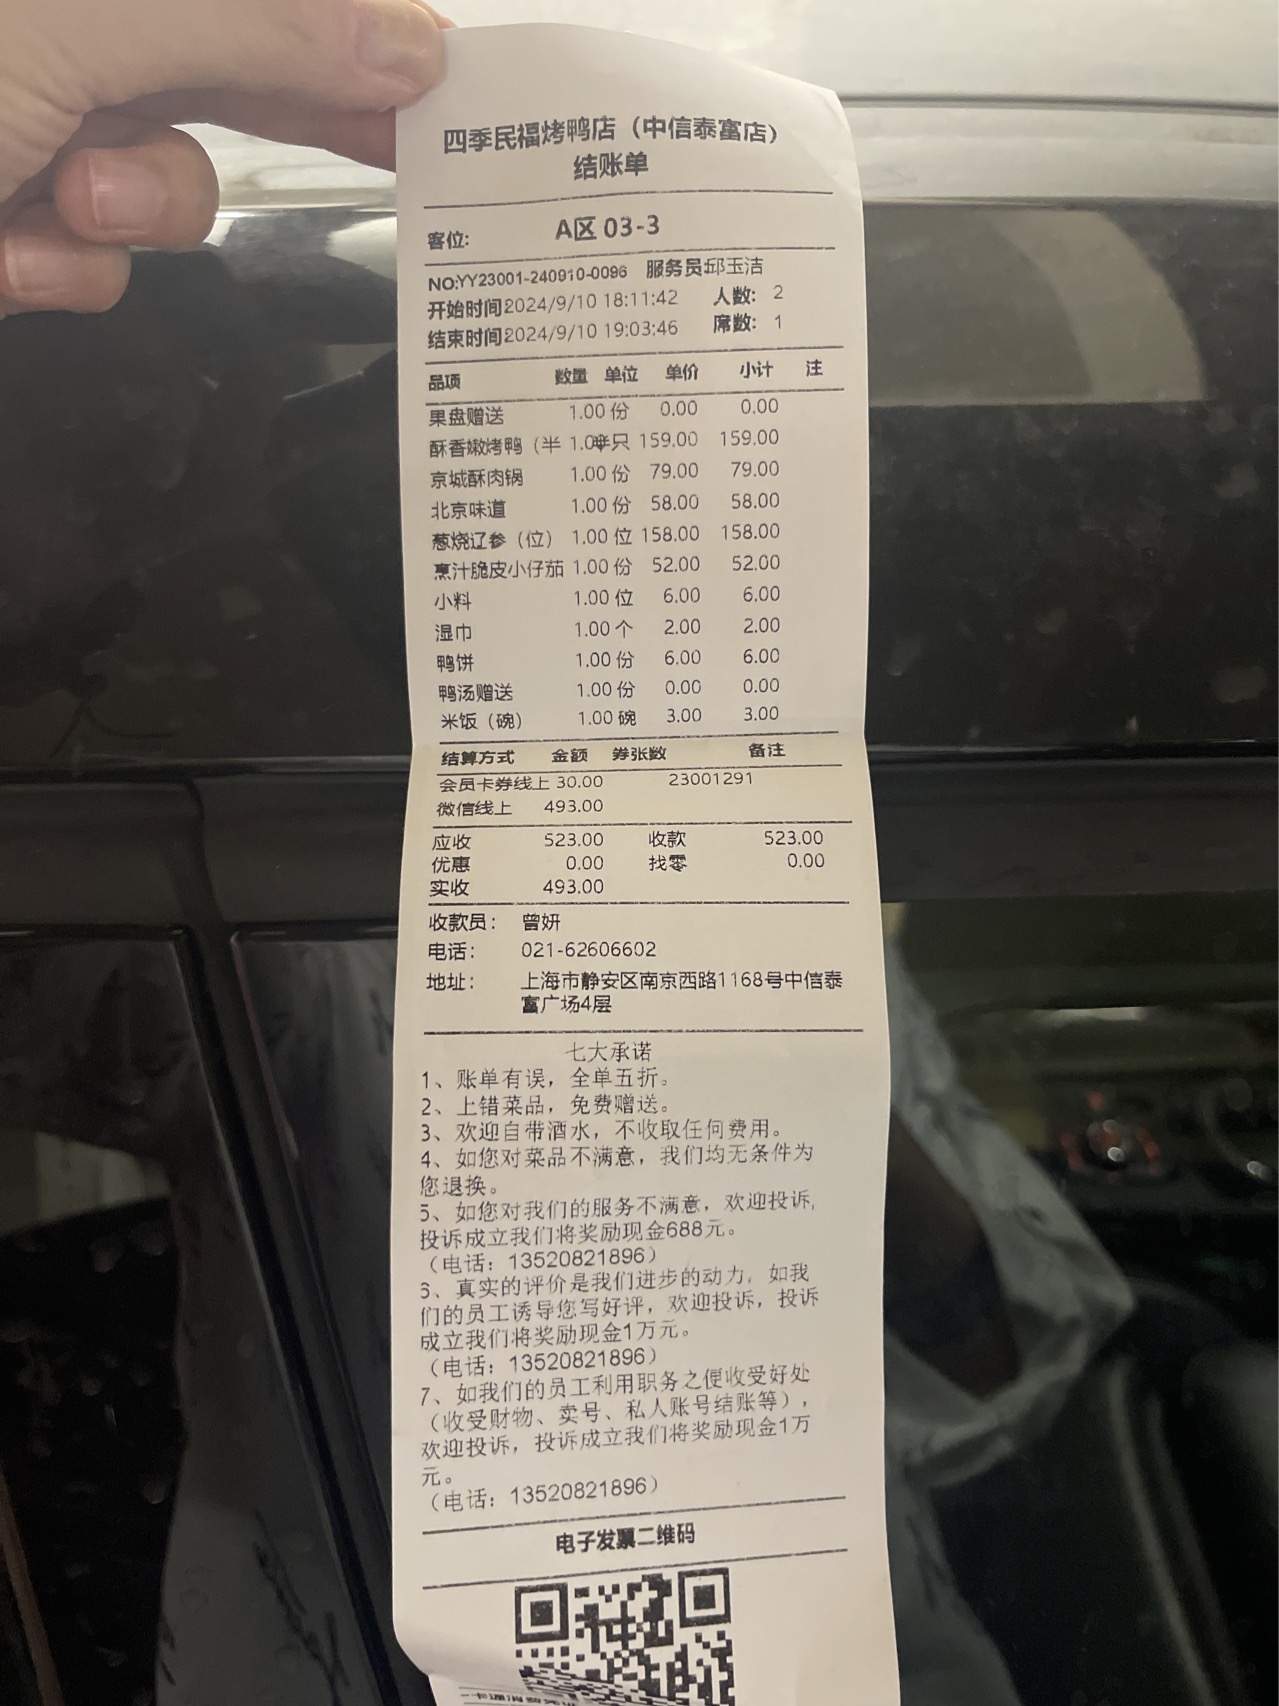 四季民福烤鸭店（中信泰富店）
结账单
客位: A区 03-3
NO:YY23001-240910-0096 服务员邱玉洁
开始时间2024/9/10 18:11:42 人数: 2
结束时间2024/9/10 19:03:46 席数: 1
品项 数量 单位 单价 小计 注
果盘赠送 1.00 份 0.00 0.00
酥香嫩烤鸭（半 1.0 只 159.00 159.00
京城酥肉锅 1.00 份 79.00 79.00
北京味道 1.00 份 58.00 58.00
葱烧辽参（位） 1.00 位 158.00 158.00
烹汁脆皮小仔茄 1.00 份 52.00 52.00
小料 1.00 位 6.00 6.00
湿巾 1.00 个 2.00 2.00
鸭饼 1.00 份 6.00 6.00
鸭汤赠送 1.00 份 0.00 0.00
米饭（碗） 1.00 碗 3.00 3.00
结算方式 金额 券张数 备注
会员卡券线上 30.00 23001291
微信线上 493.00
应收 523.00 收款 523.00
优惠 0.00 找零 0.00
实收 493.00
收款员: 曾妍
电话: 021-62606602
地址: 上海市静安区南京西路1168号中信泰
富广场4层
七大承诺
1、账单有误，全单五折。
2、上错菜品，免费赠送。
3、欢迎自带酒水，不收取任何费用。
4、如您对菜品不满意，我们均无条件为
您退换。
5、如您对我们的服务不满意，欢迎投诉,
投诉成立我们将奖励现金688元。
（电话: 13520821896）
6、真实的评价是我们进步的动力，如我
们的员工诱导您写好评，欢迎投诉，投诉
成立我们将奖励现金1万元。
（电话: 13520821896）
7、如我们的员工利用职务之便收受好处
（收受财物、卖号、私人账号结账等）,
欢迎投诉，投诉成立我们将奖励现金1万
元。
（电话: 13520821896）
电子发票二维码